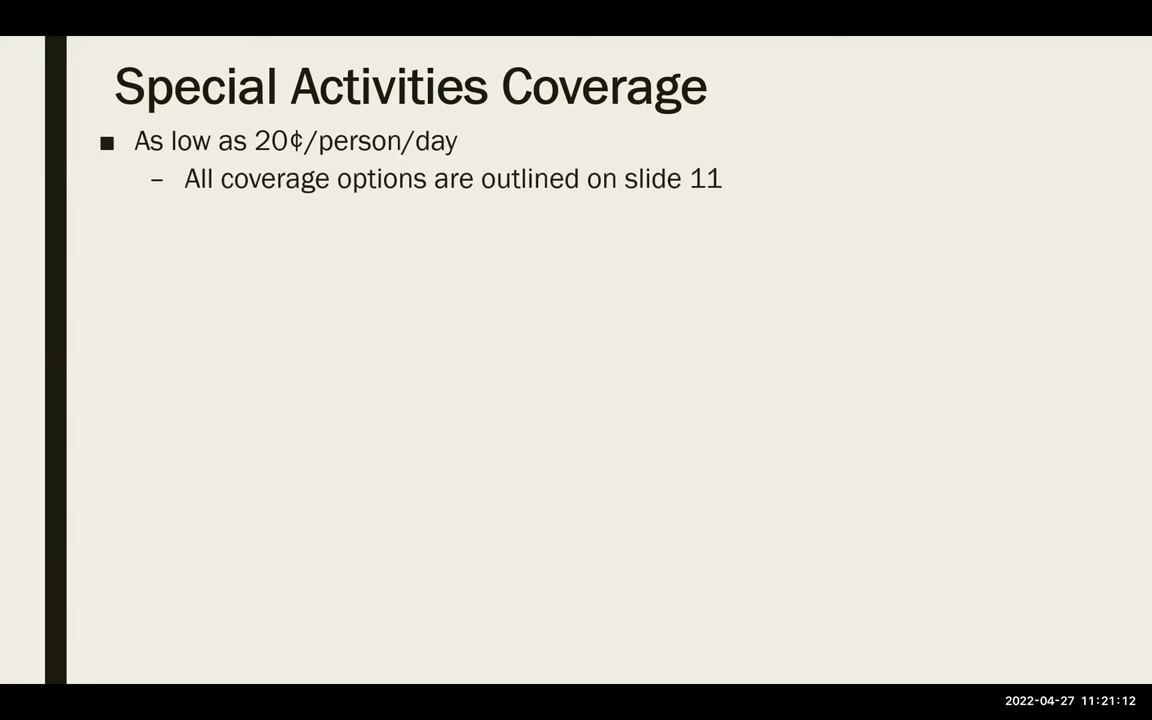 Special Activities Coverage
■ As low as 20¢/person/day
– All coverage options are outlined on slide 11
2022-04-27 11:21:12